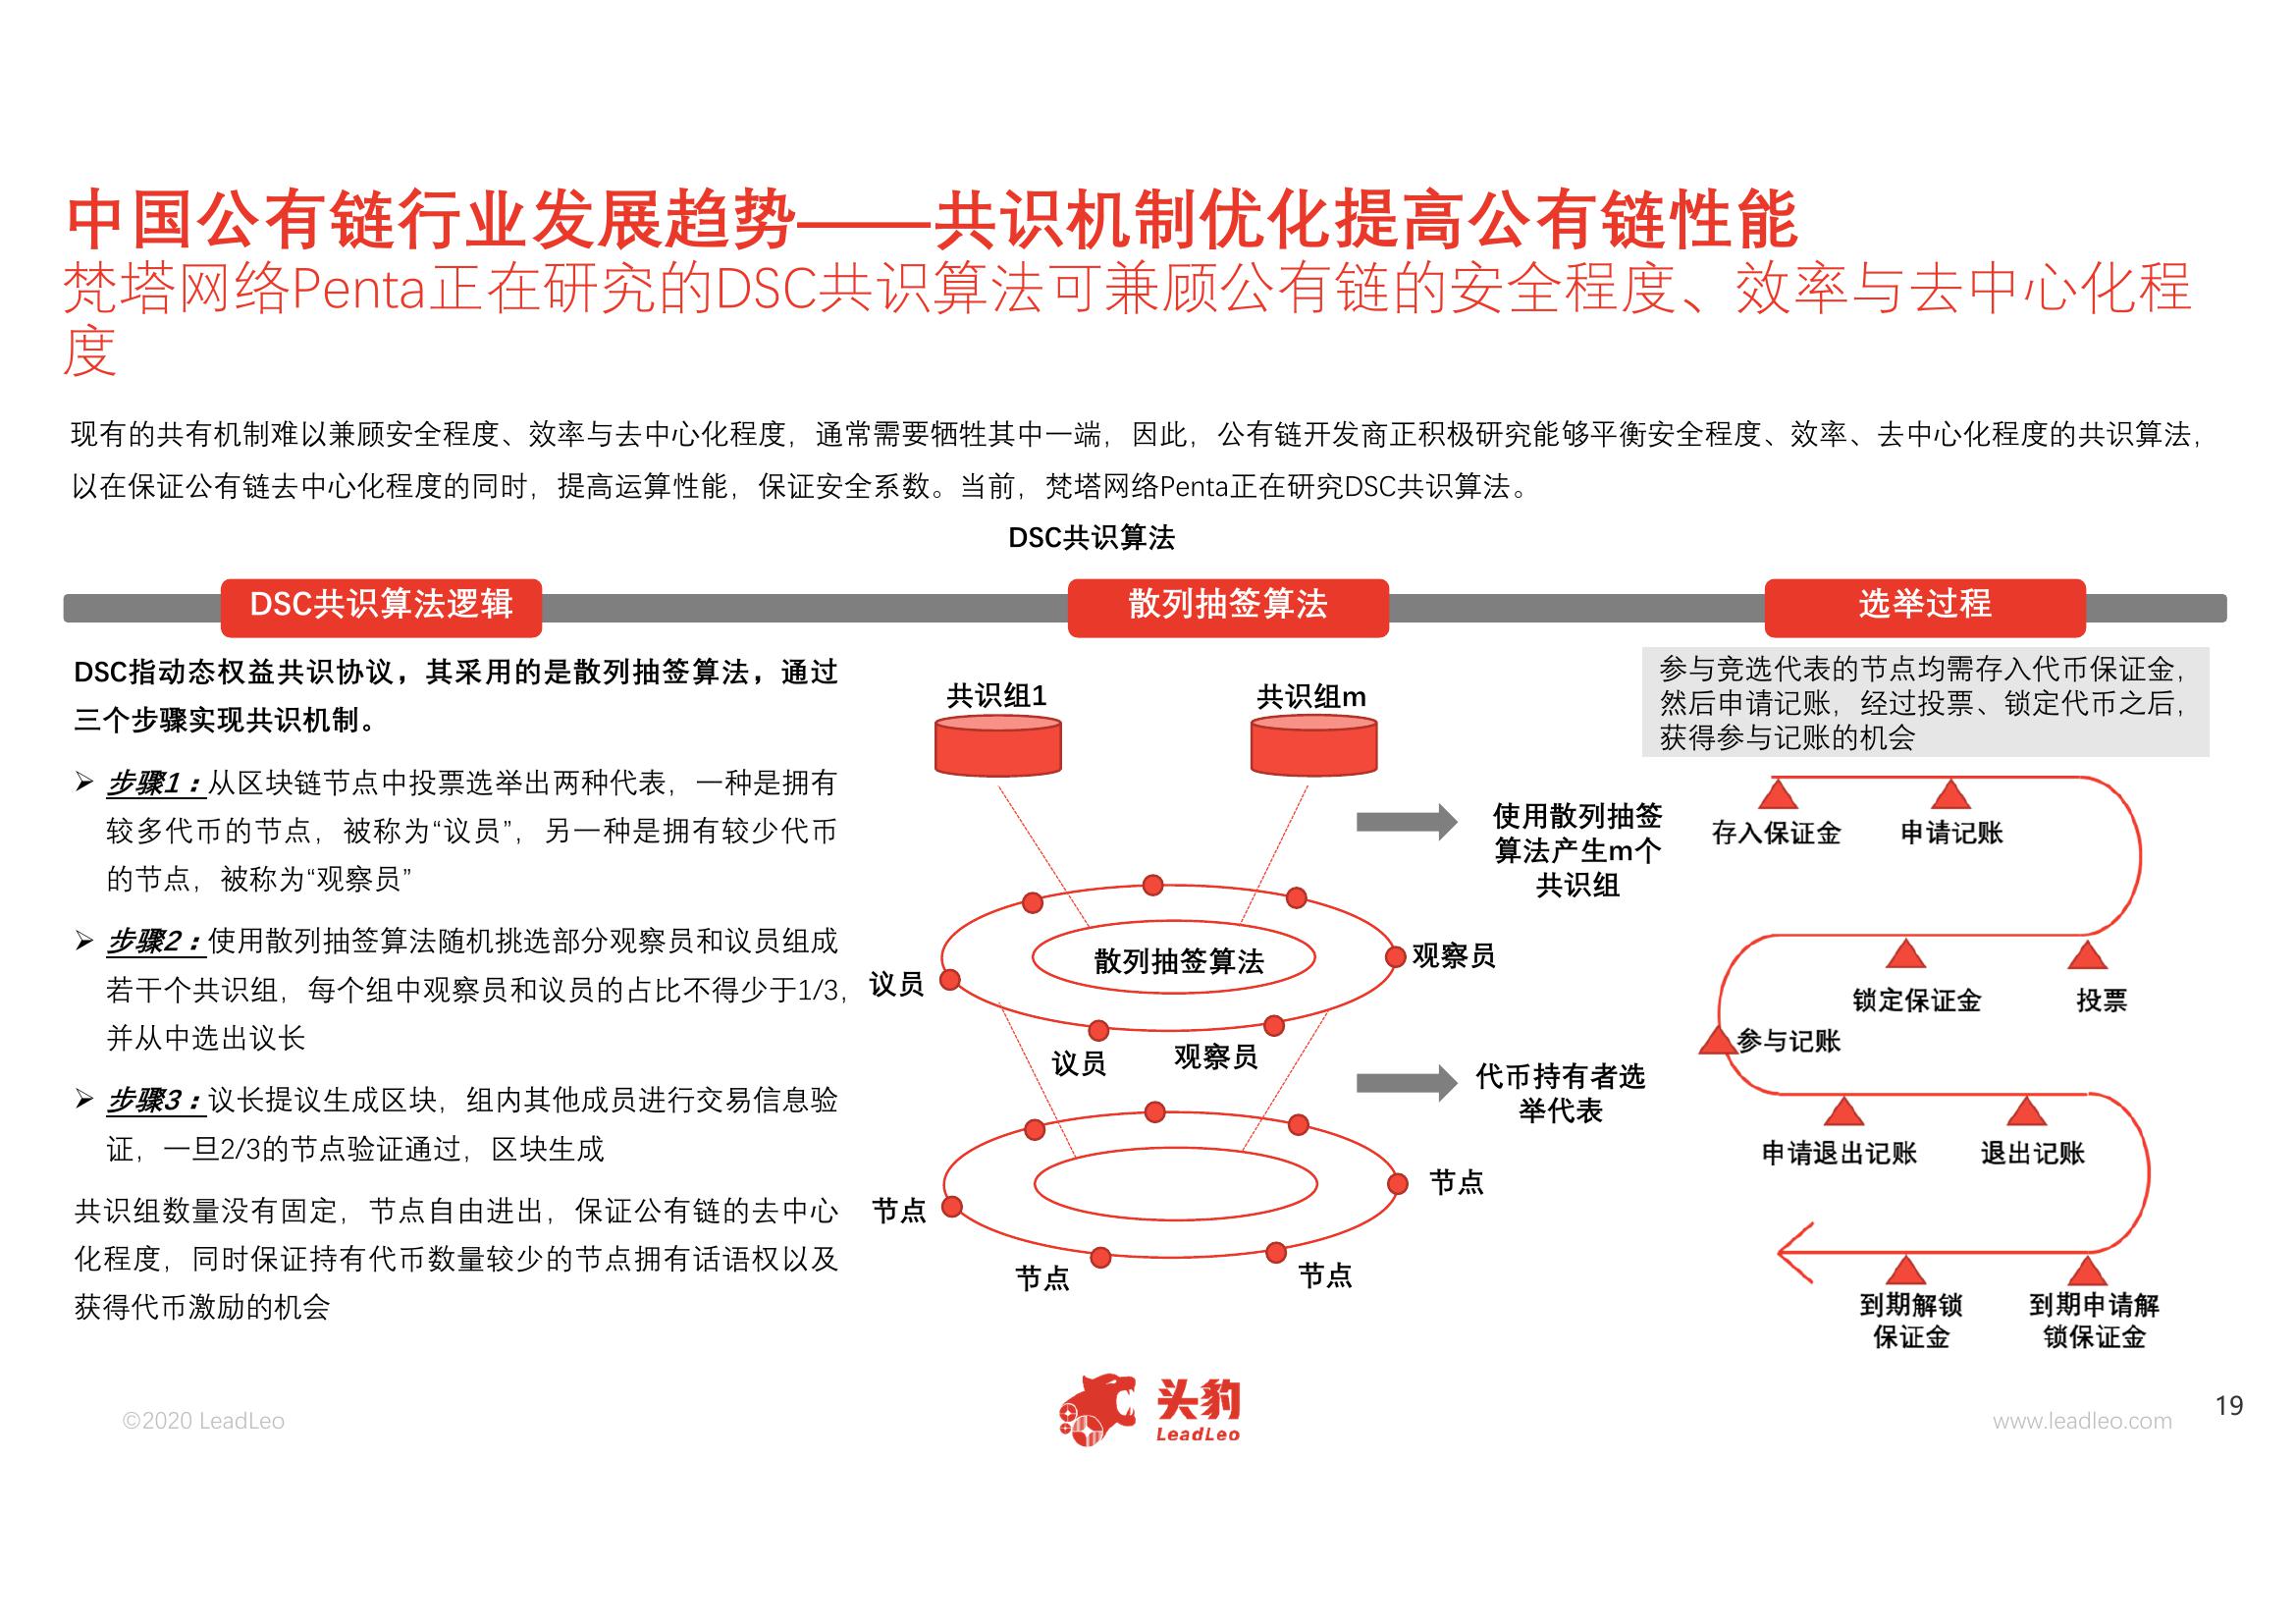 中国公有链行业发展趋势——共识机制优化提高公有链性能
梵塔网络Penta正在研究的DSC共识算法可兼顾公有链的安全程度、效率与去中心化程
度
现有的共有机制难以兼顾安全程度、效率与去中心化程度，通常需要牺牲其中一端，因此，公有链开发商正积极研究能够平衡安全程度、效率、去中心化程度的共识算法，
以在保证公有链去中心化程度的同时，提高运算性能，保证安全系数。当前，梵塔网络Penta正在研究DSC共识算法。
DSC共识算法
DSC共识算法逻辑
DSC指动态权益共识协议，其采用的是散列抽签算法，通过
三个步骤实现共识机制。
➢ 步骤1：从区块链节点中投票选举出两种代表，一种是拥有
较多代币的节点，被称为“议员”，另一种是拥有较少代币
的节点，被称为“观察员”
➢ 步骤2：使用散列抽签算法随机挑选部分观察员和议员组成
若干个共识组，每个组中观察员和议员的占比不得少于1/3，
并从中选出议长
➢ 步骤3：议长提议生成区块，组内其他成员进行交易信息验
证，一旦2/3的节点验证通过，区块生成
共识组数量没有固定，节点自由进出，保证公有链的去中心
化程度，同时保证持有代币数量较少的节点拥有话语权以及
获得代币激励的机会
散列抽签算法
共识组1
共识组m
使用散列抽签
算法产生m个
共识组
散列抽签算法
观察员
议员
议员
观察员
代币持有者选
举代表
节点
节点
节点
节点
选举过程
参与竞选代表的节点均需存入代币保证金，
然后申请记账，经过投票、锁定代币之后，
获得参与记账的机会
存入保证金
申请记账
锁定保证金
投票
参与记账
申请退出记账
退出记账
到期解锁
保证金
到期申请解
锁保证金
©2020 LeadLeo
头豹
LeadLeo
www.leadleo.com
19